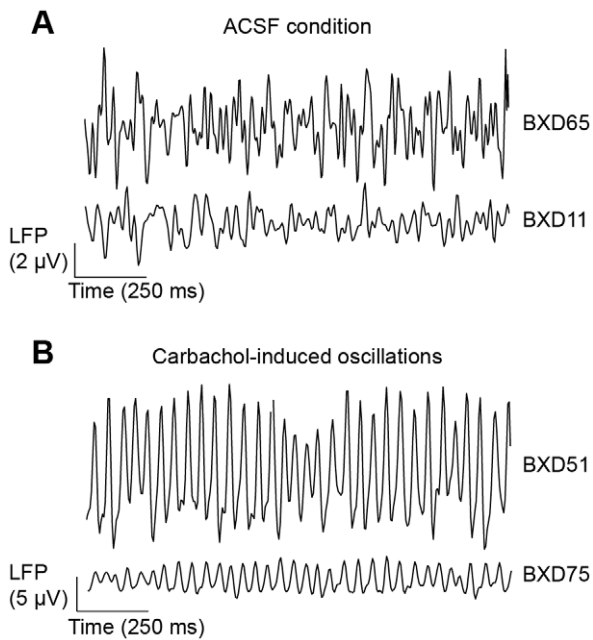 A
ACSF condition
BXD65
BXD11
LFP
(2 µV)
Time (250 ms)
B
Carbachol-induced oscillations
BXD51
BXD75
LFP
(5 µV)
Time (250 ms)